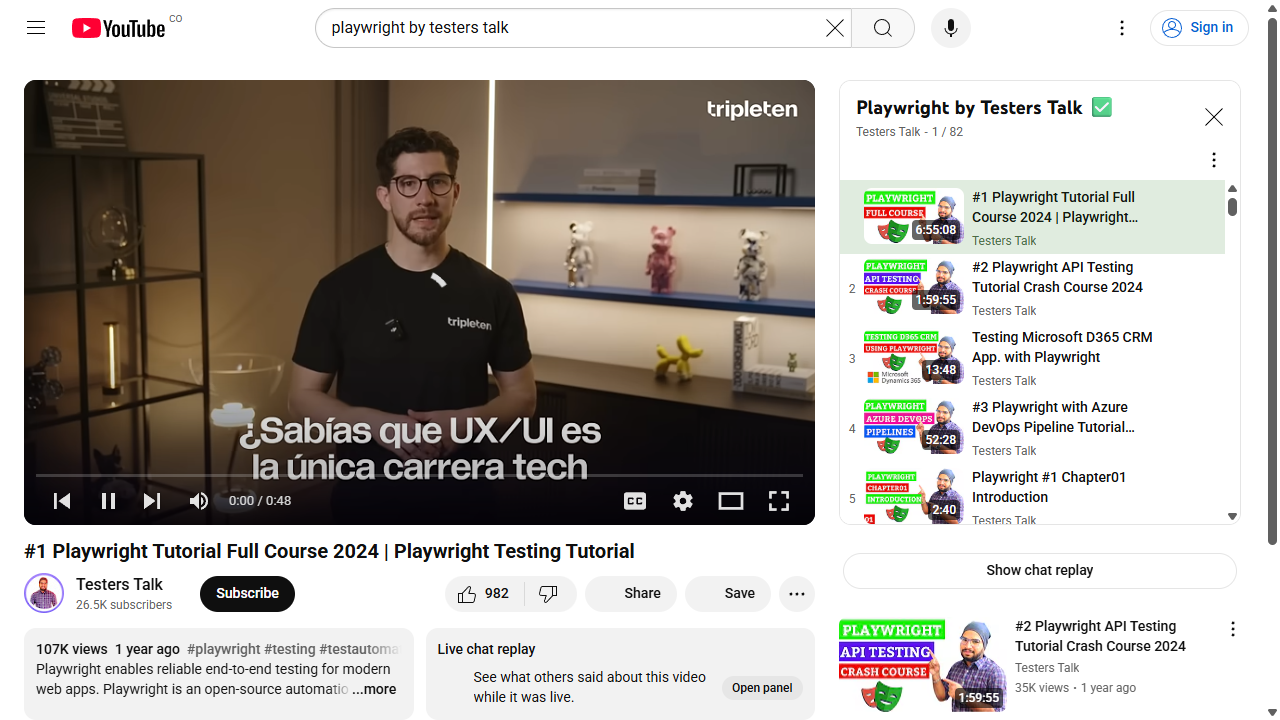 YouTube CO
playwright by testers talk
Sign in
tripleten
tripleten
¿Sabías que UX/UI es
la única carrera tech
0:00 / 0:48
Playwright by Testers Talk ✅
Testers Talk - 1 / 82
PLAYWRIGHT
FULL COURSE
6:55:08
#1 Playwright Tutorial Full
Course 2024 | Playwright...
Testers Talk
2
PLAYWRIGHT
API TESTING
CRASH COURSE
1:59:55
#2 Playwright API Testing
Tutorial Crash Course 2024
Testers Talk
3
TESTING D365 CRM
USING PLAYWRIGHT
Microsoft
Dynamics 365
13:48
Testing Microsoft D365 CRM
App. with Playwright
Testers Talk
4
PLAYWRIGHT
AZURE DEVOPS
PIPELINES
52:28
#3 Playwright with Azure
DevOps Pipeline Tutorial...
Testers Talk
5
PLAYWRIGHT
CHAPTER01
INTRODUCTION
01
2:40
Playwright #1 Chapter01
Introduction
Testers Talk
#1 Playwright Tutorial Full Course 2024 | Playwright Testing Tutorial
Testers Talk
26.5K subscribers
Subscribe
982
Share
Save
107K views 1 year ago #playwright #testing #testautoma
Playwright enables reliable end-to-end testing for modern
web apps. Playwright is an open-source automatio ...more
Live chat replay
See what others said about this video
while it was live.
Open panel
Show chat replay
PLAYWRIGHT
API TESTING
CRASH COURSE
1:59:55
#2 Playwright API Testing
Tutorial Crash Course 2024
Testers Talk
35K views • 1 year ago